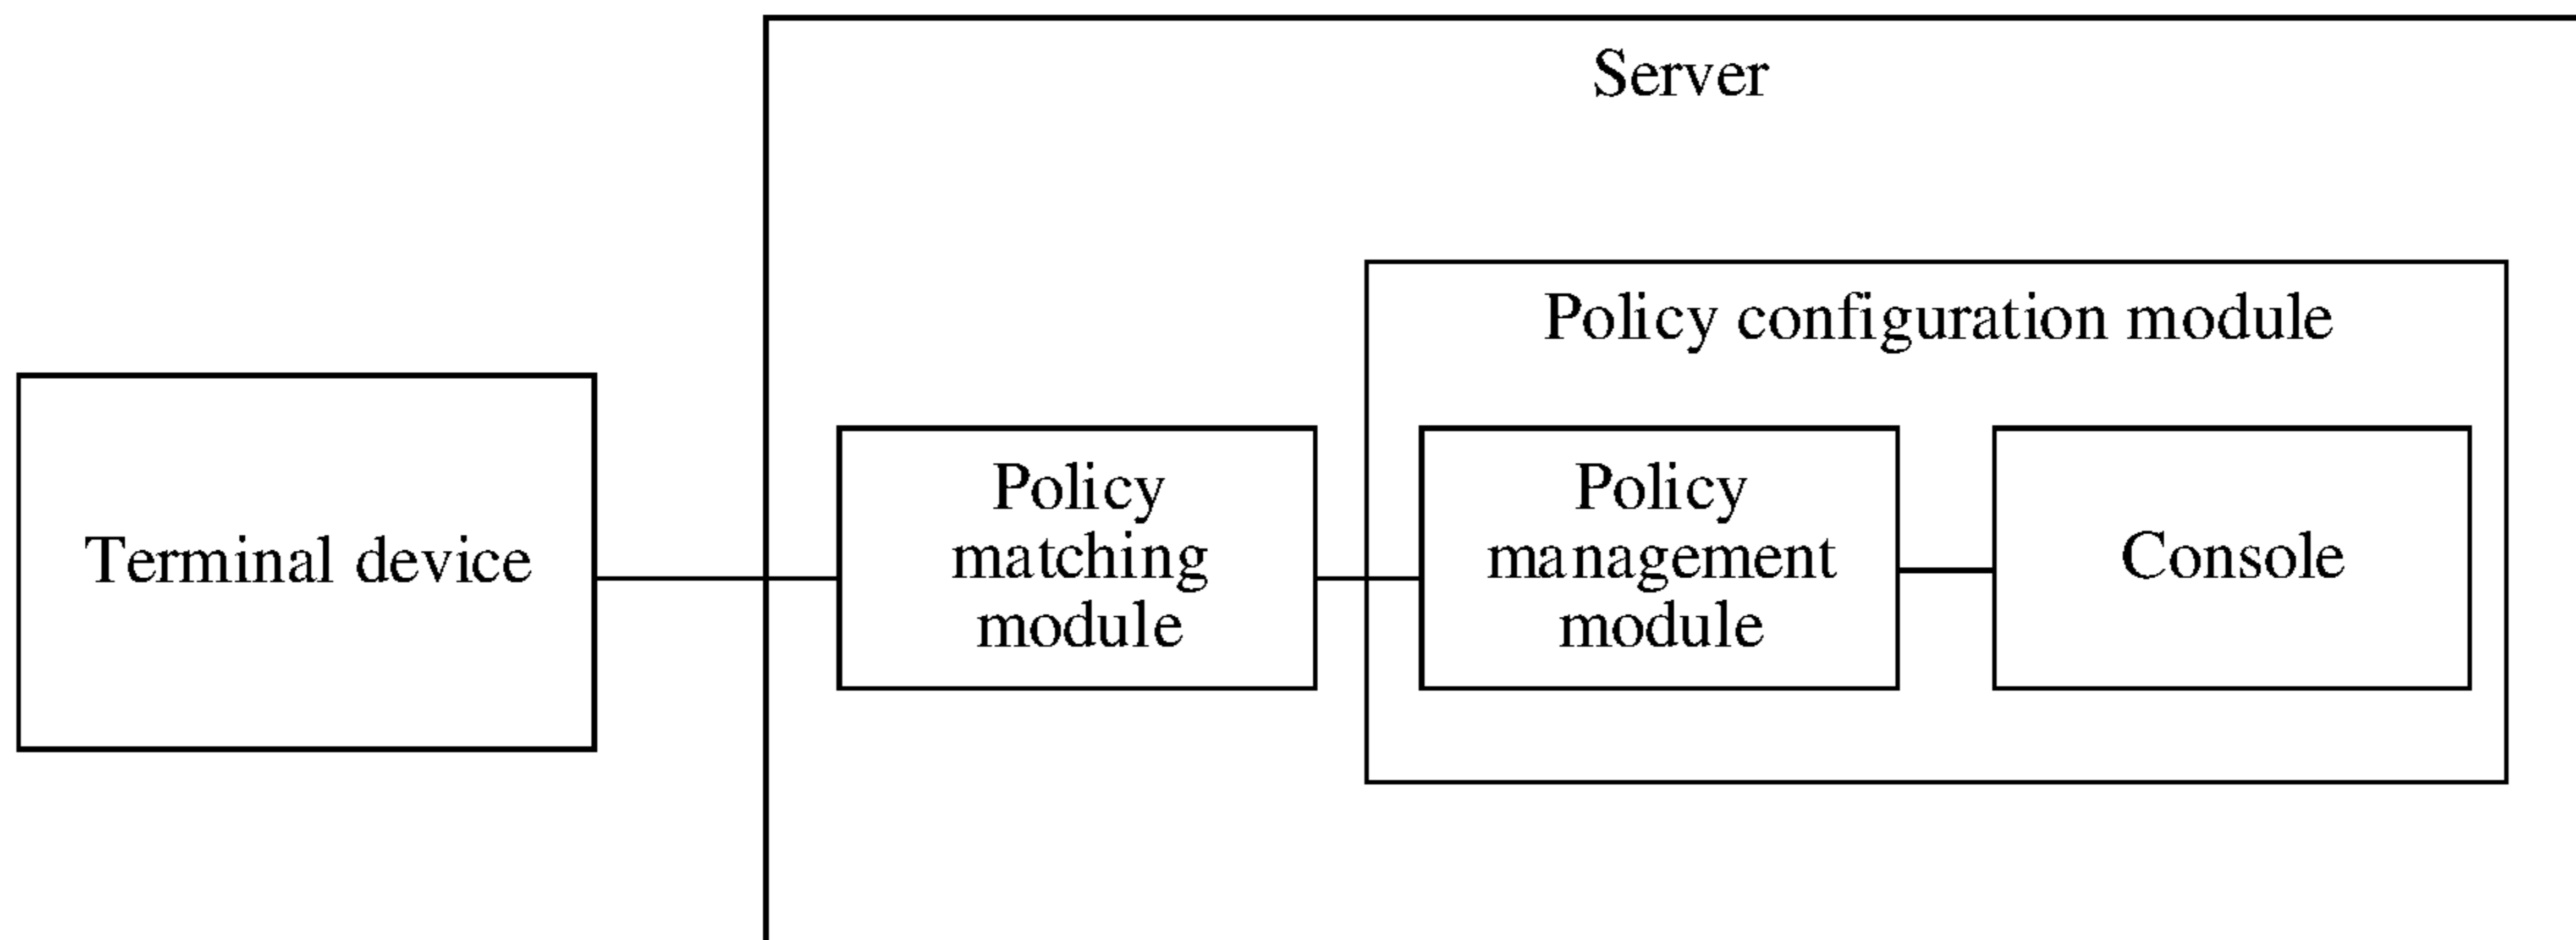 Server
Policy configuration module
Terminal device
Policy
matching
module
Policy
management
module
Console